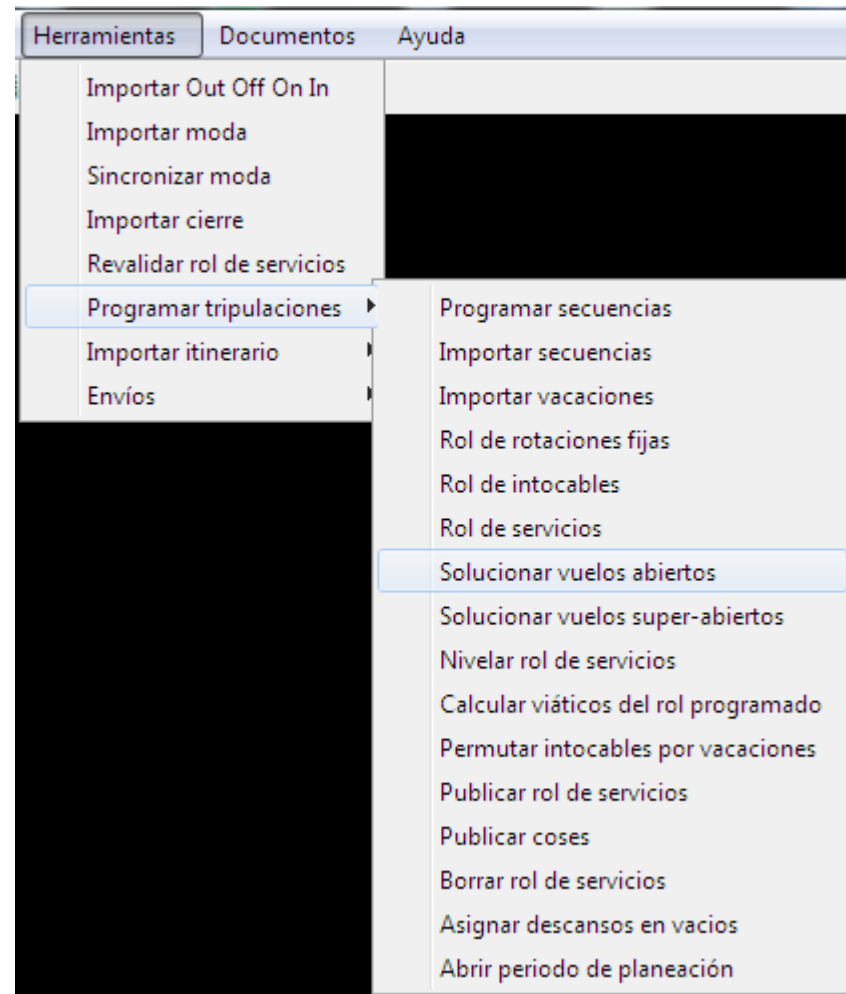 Herramientas Documentos Ayuda
Importar Out Off On In
Importar moda
Sincronizar moda
Importar cierre
Revalidar rol de servicios
Programar tripulaciones
Importar itinerario
Envíos
Programar secuencias
Importar secuencias
Importar vacaciones
Rol de rotaciones fijas
Rol de intocables
Rol de servicios
Solucionar vuelos abiertos
Solucionar vuelos super-abiertos
Nivelar rol de servicios
Calcular viáticos del rol programado
Permutar intocables por vacaciones
Publicar rol de servicios
Publicar coses
Borrar rol de servicios
Asignar descansos en vacios
Abrir periodo de planeación